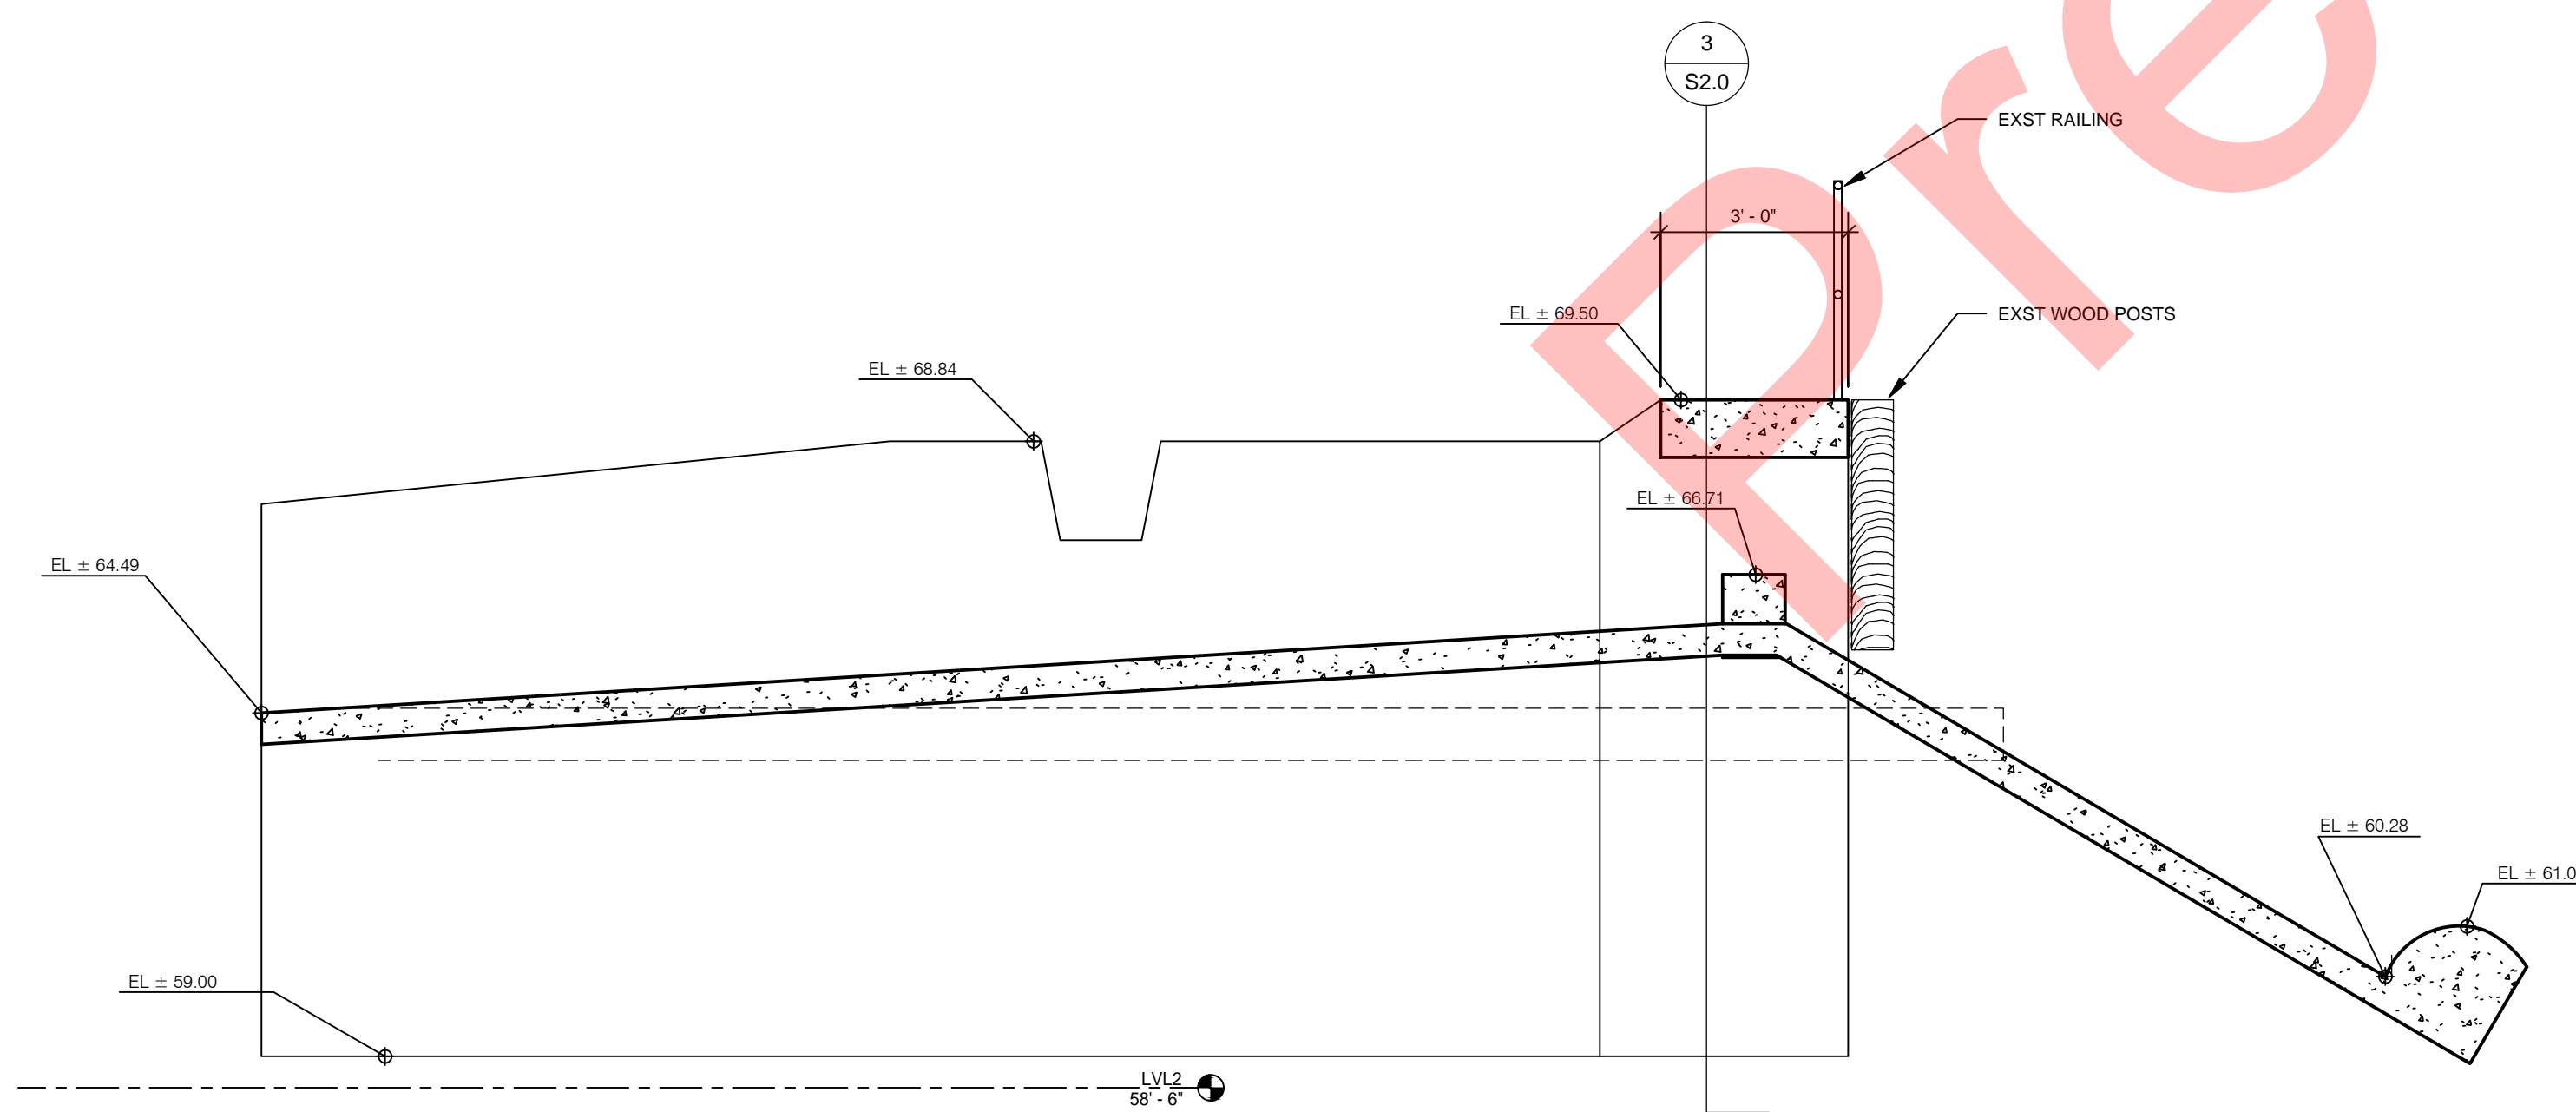 3
S2.0
EXST RAILING
3' - 0"
EL ± 69.50
EXST WOOD POSTS
EL ± 68.84
EL ± 66.71
EL ± 64.49
EL ± 60.28
EL ± 61.0
EL ± 59.00
LVL2
58' - 6"
Pre